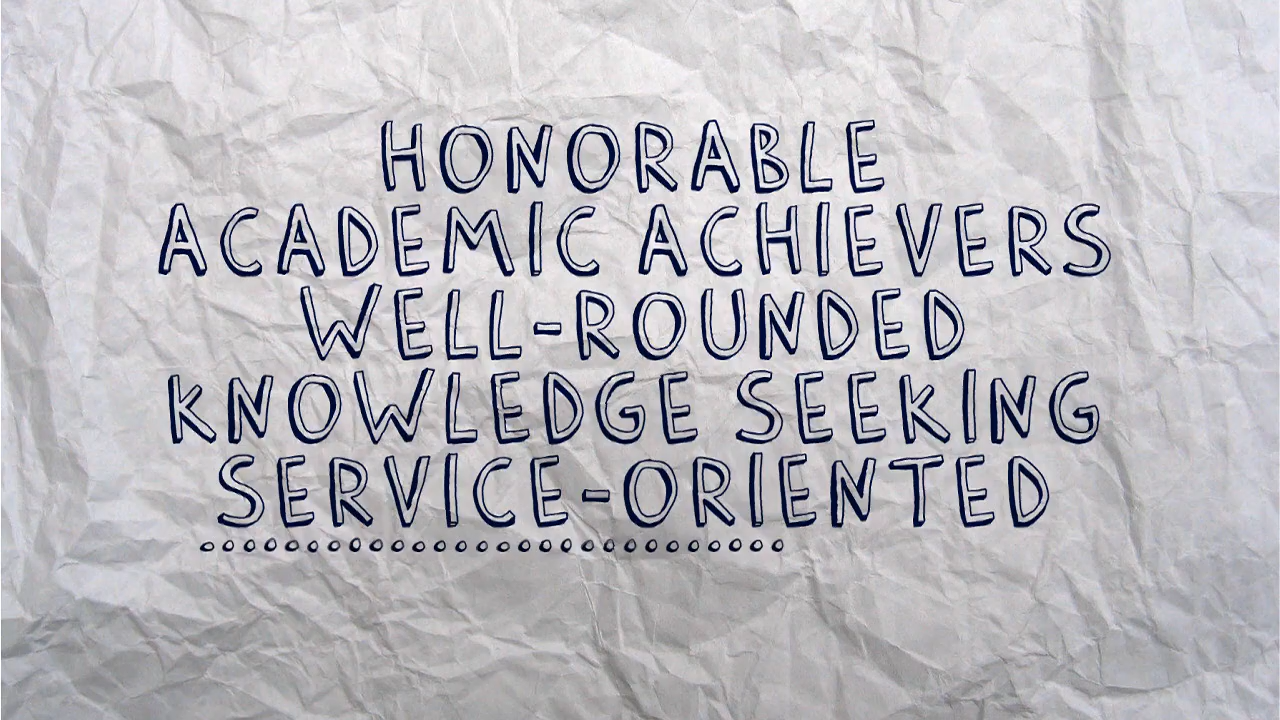 HONORABLE
ACADEMIC ACHIEVERS
WELL-ROUNDED
KNOWLEDGE SEEKING
SERVICE-ORIENTED
.............................